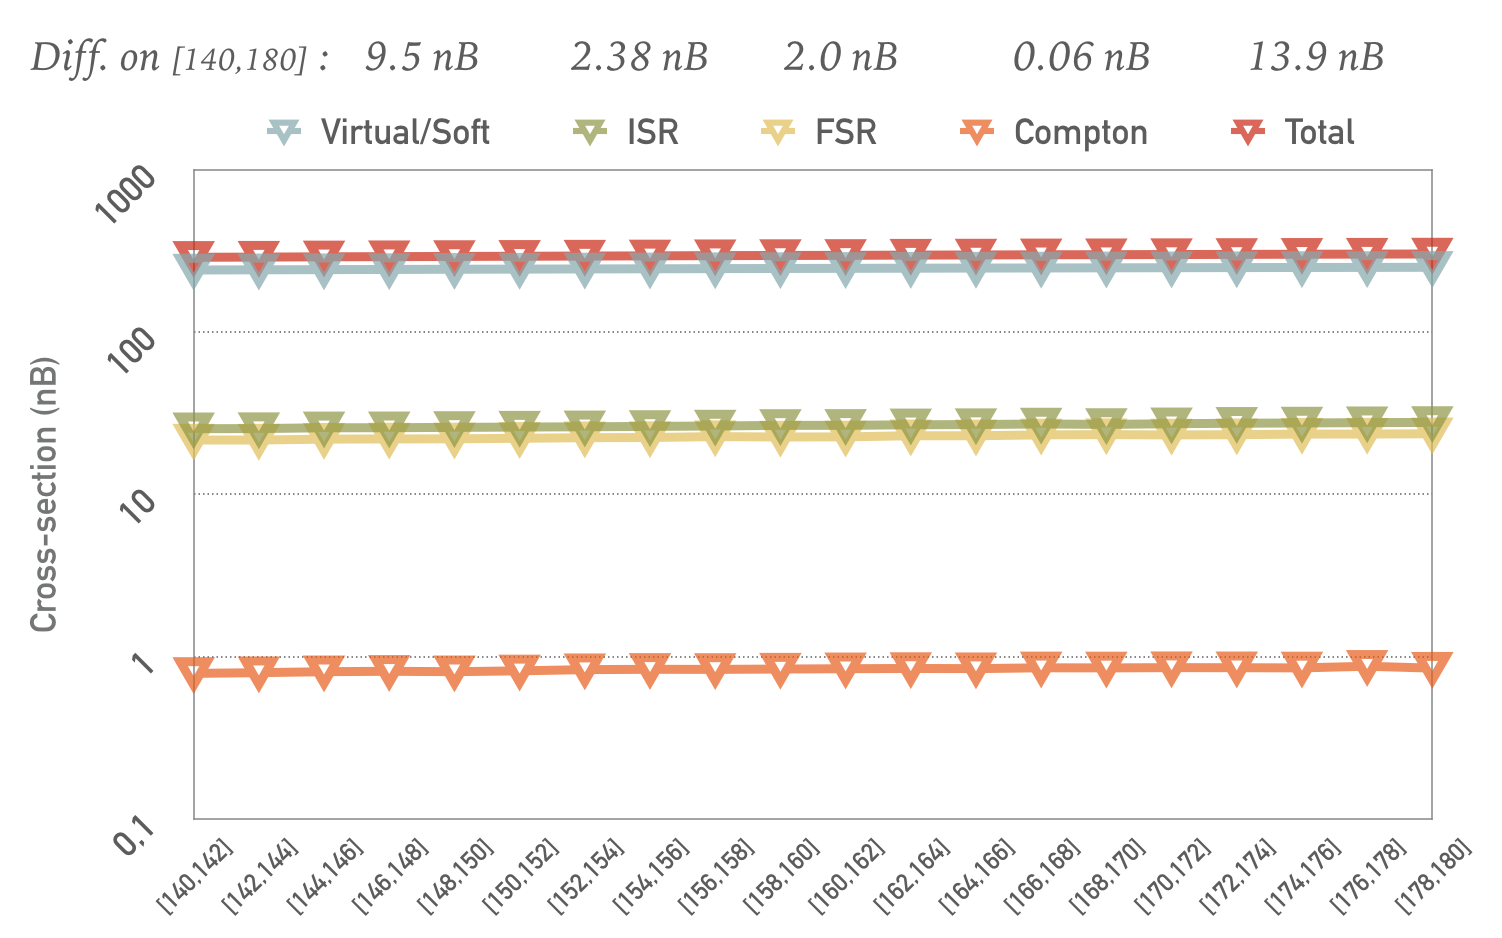 Diff. on [140,180] : 9.5 nB 2.38 nB 2.0 nB 0.06 nB 13.9 nB
Virtual/Soft ISR FSR Compton Total
1000
100
10
1
0,1
Cross-section (nB)
[140,142] [142,144] [144,146] [146,148] [148,150] [150,152] [152,154] [154,156] [156,158] [158,160] [160,162] [162,164] [164,166] [166,168] [168,170] [170,172] [172,174] [174,176] [176,178] [178,180]